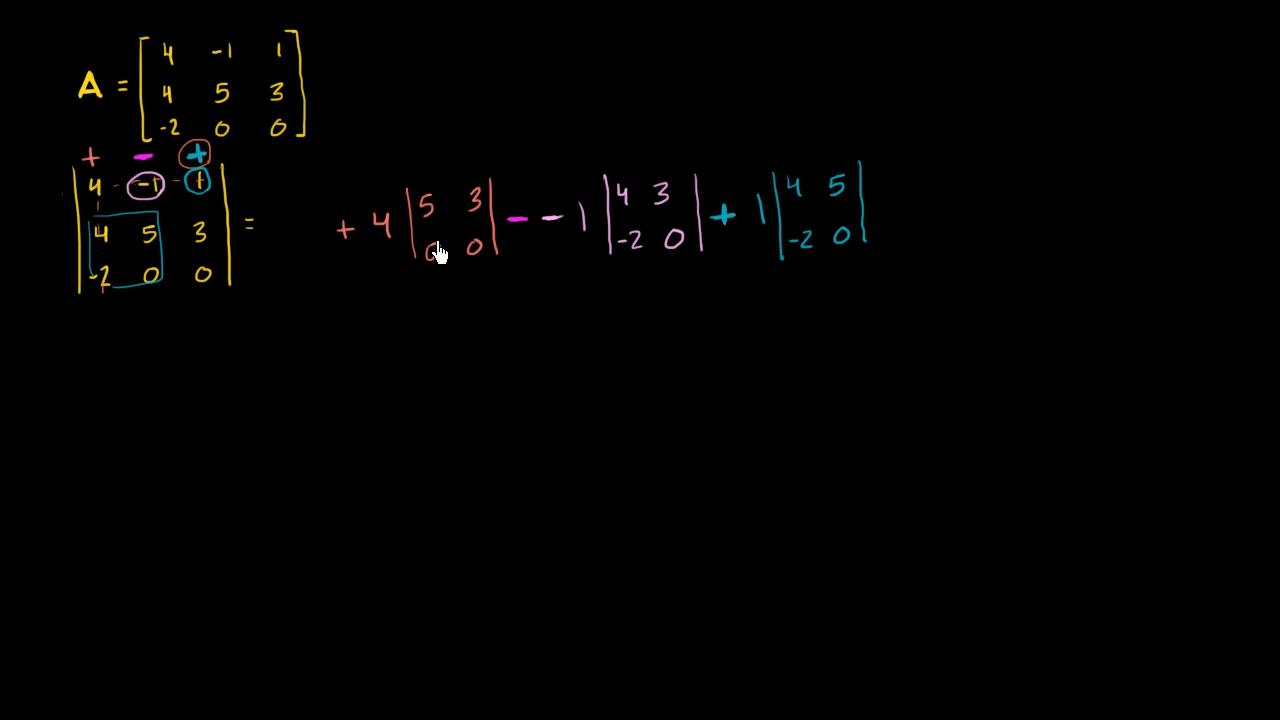 A = [ 4 -1 1
4 5 3
-2 0 0 ]
+ - +
| 4 -1 1
4 5 3
-2 0 0 | = + 4 | 5 3
0 0 | - -1 | 4 3
-2 0 | + 1 | 4 5
-2 0 |